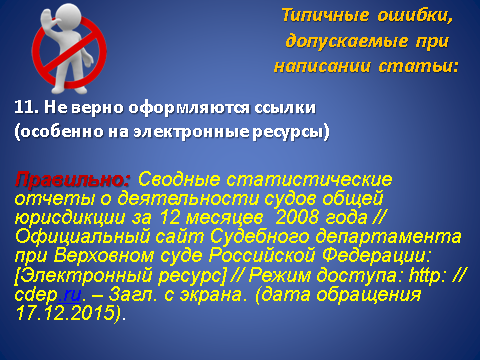 Типичные ошибки,
допускаемые при
написании статьи:
11. Не верно оформляются ссылки
(особенно на электронные ресурсы)
Правильно: Сводные статистические
отчеты о деятельности судов общей
юрисдикции за 12 месяцев 2008 года //
Официальный сайт Судебного департамента
при Верховном суде Российской Федерации:
[Электронный ресурс] // Режим доступа: http: //
cdep.ru. – Загл. с экрана. (дата обращения
17.12.2015).